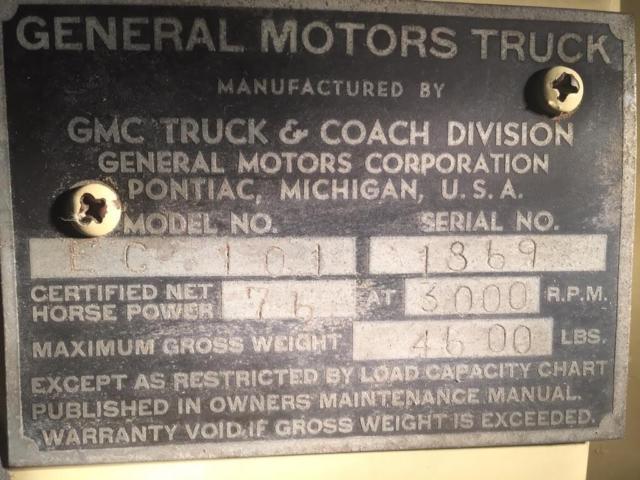 GENERAL MOTORS TRUCK
MANUFACTURED BY
GMC TRUCK & COACH DIVISION
GENERAL MOTORS CORPORATION
PONTIAC, MICHIGAN, U.S.A.
MODEL NO. SERIAL NO.
EC 101 1869
CERTIFIED NET HORSE POWER 76 AT 3000 R.P.M.
MAXIMUM GROSS WEIGHT 4600 LBS.
EXCEPT AS RESTRICTED BY LOAD CAPACITY CHART
PUBLISHED IN OWNERS MAINTENANCE MANUAL.
WARRANTY VOID IF GROSS WEIGHT IS EXCEEDED.